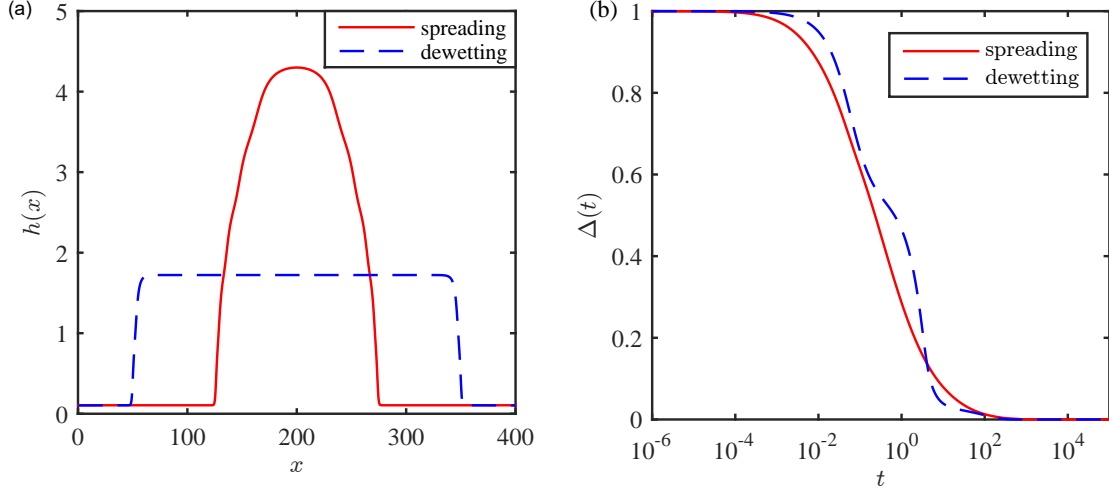 (a)
5
4
3
2
1
0
h(x)
0
100
200
300
400
x
spreading
dewetting
(b)
1
0.8
0.6
0.4
0.2
0
Δ(t)
10^-6
10^-4
10^-2
10^0
10^2
10^4
t
spreading
dewetting